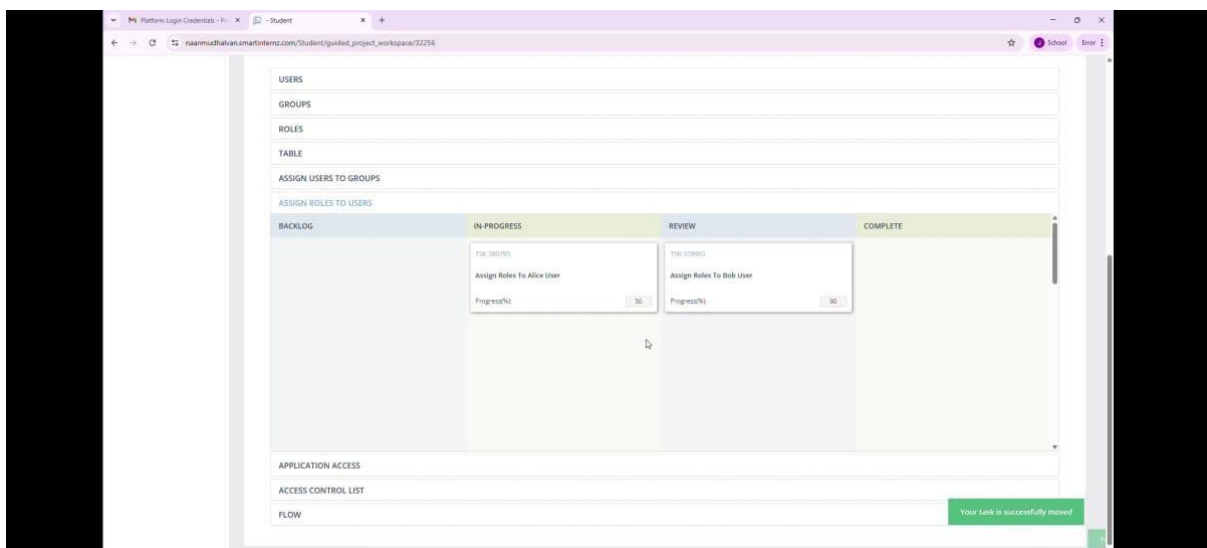 Platform Login Credentials - P
- Student
naanmudhalvan.smartinternz.com/Student/guided_project_workspace/32256
School
Error
USERS
GROUPS
ROLES
TABLE
ASSIGN USERS TO GROUPS
ASSIGN ROLES TO USERS
BACKLOG IN-PROGRESS REVIEW COMPLETE
Assign Roles To Alice User
Progress(%): 50
Assign Roles To Bob User
Progress(%):
APPLICATION ACCESS
ACCESS CONTROL LIST
FLOW
Your task is successfully moved